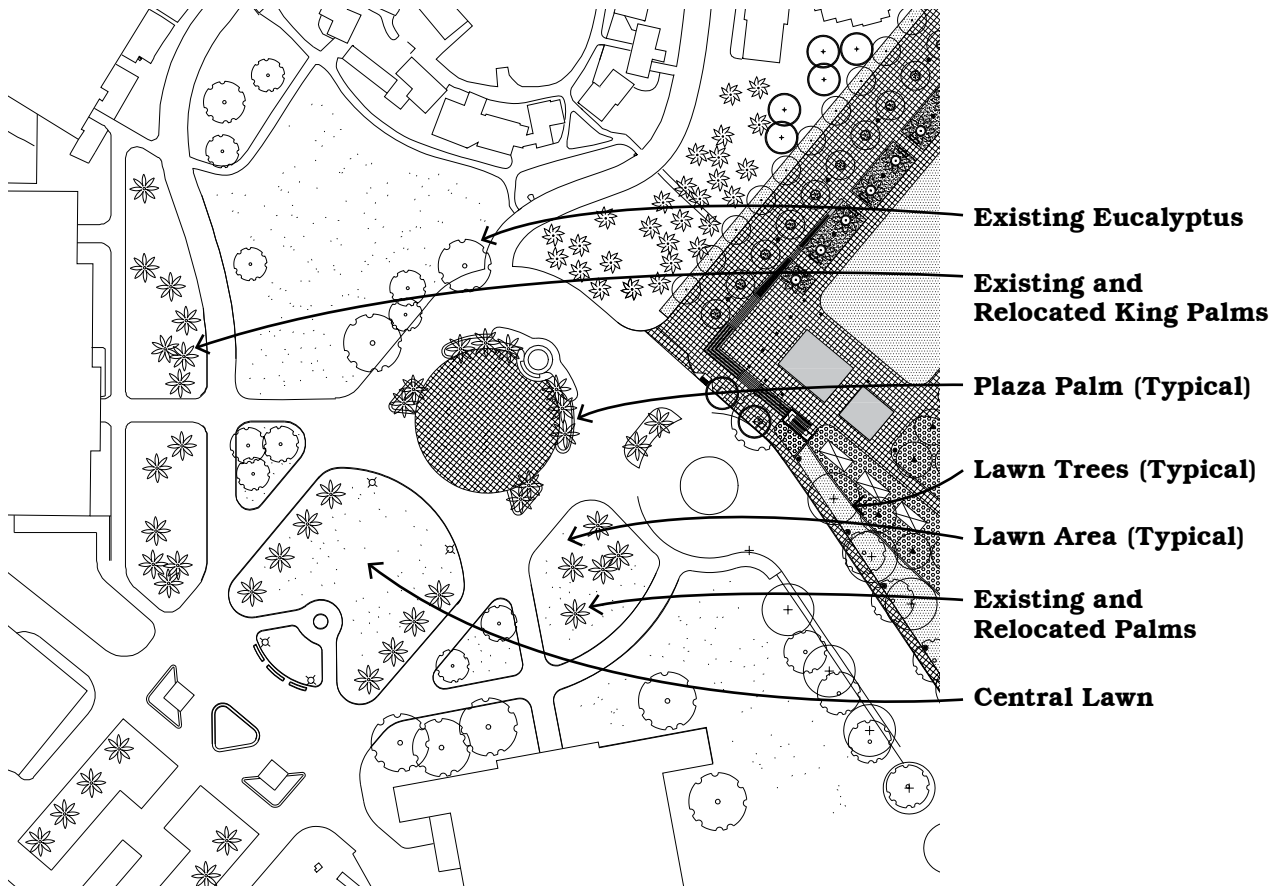 Existing Eucalyptus
Existing and
Relocated King Palms
Plaza Palm (Typical)
Lawn Trees (Typical)
Lawn Area (Typical)
Existing and
Relocated Palms
Central Lawn